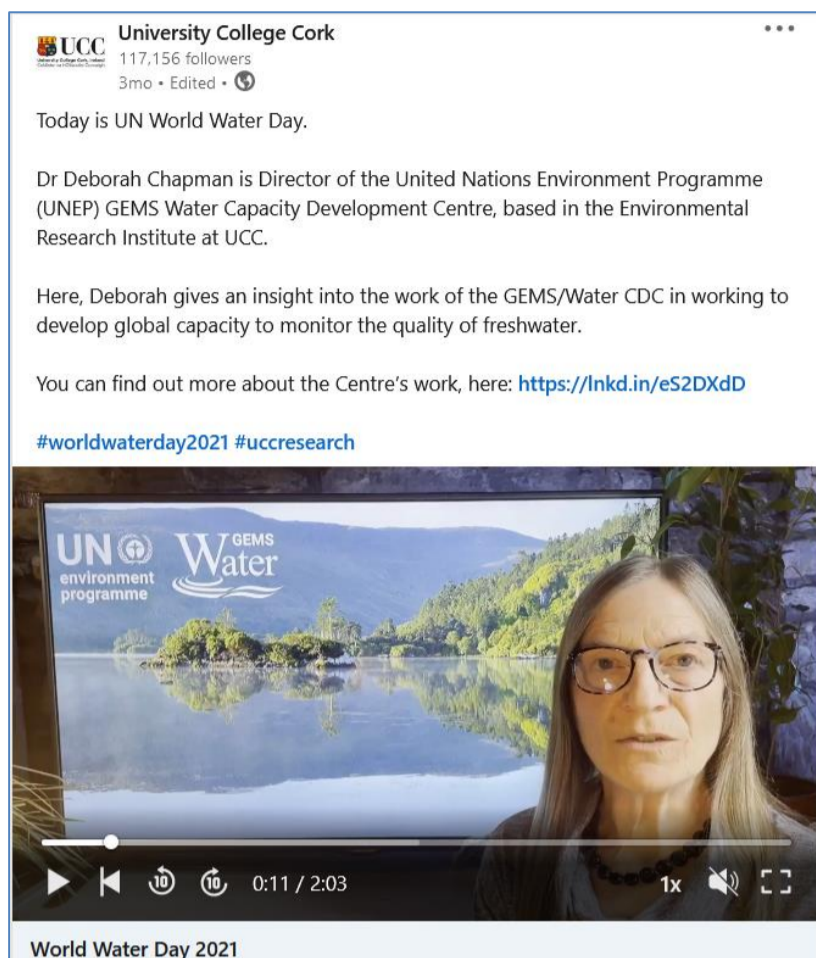 University College Cork
UCC
117,156 followers
3mo • Edited •
Today is UN World Water Day.
Dr Deborah Chapman is Director of the United Nations Environment Programme
(UNEP) GEMS Water Capacity Development Centre, based in the Environmental
Research Institute at UCC.
Here, Deborah gives an insight into the work of the GEMS/Water CDC in working to
develop global capacity to monitor the quality of freshwater.
You can find out more about the Centre's work, here: https://lnkd.in/eS2DXdD
#worldwaterday2021 #uccresearch
UN
environment
programme
GEMS
Water
10
10
0:11 / 2:03
1x
World Water Day 2021